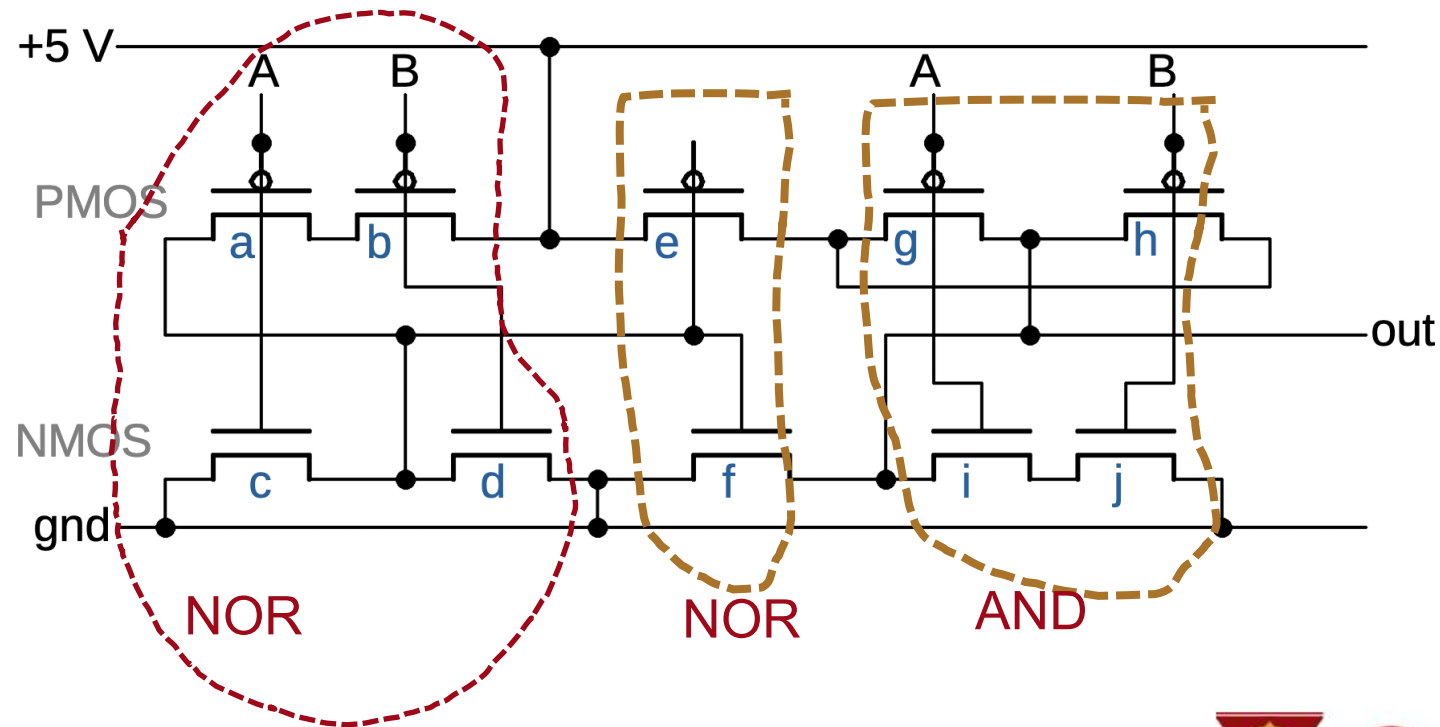 +5 V
A B A B
PMOS
a b e g h
out
NMOS
c d f i j
gnd
NOR NOR AND